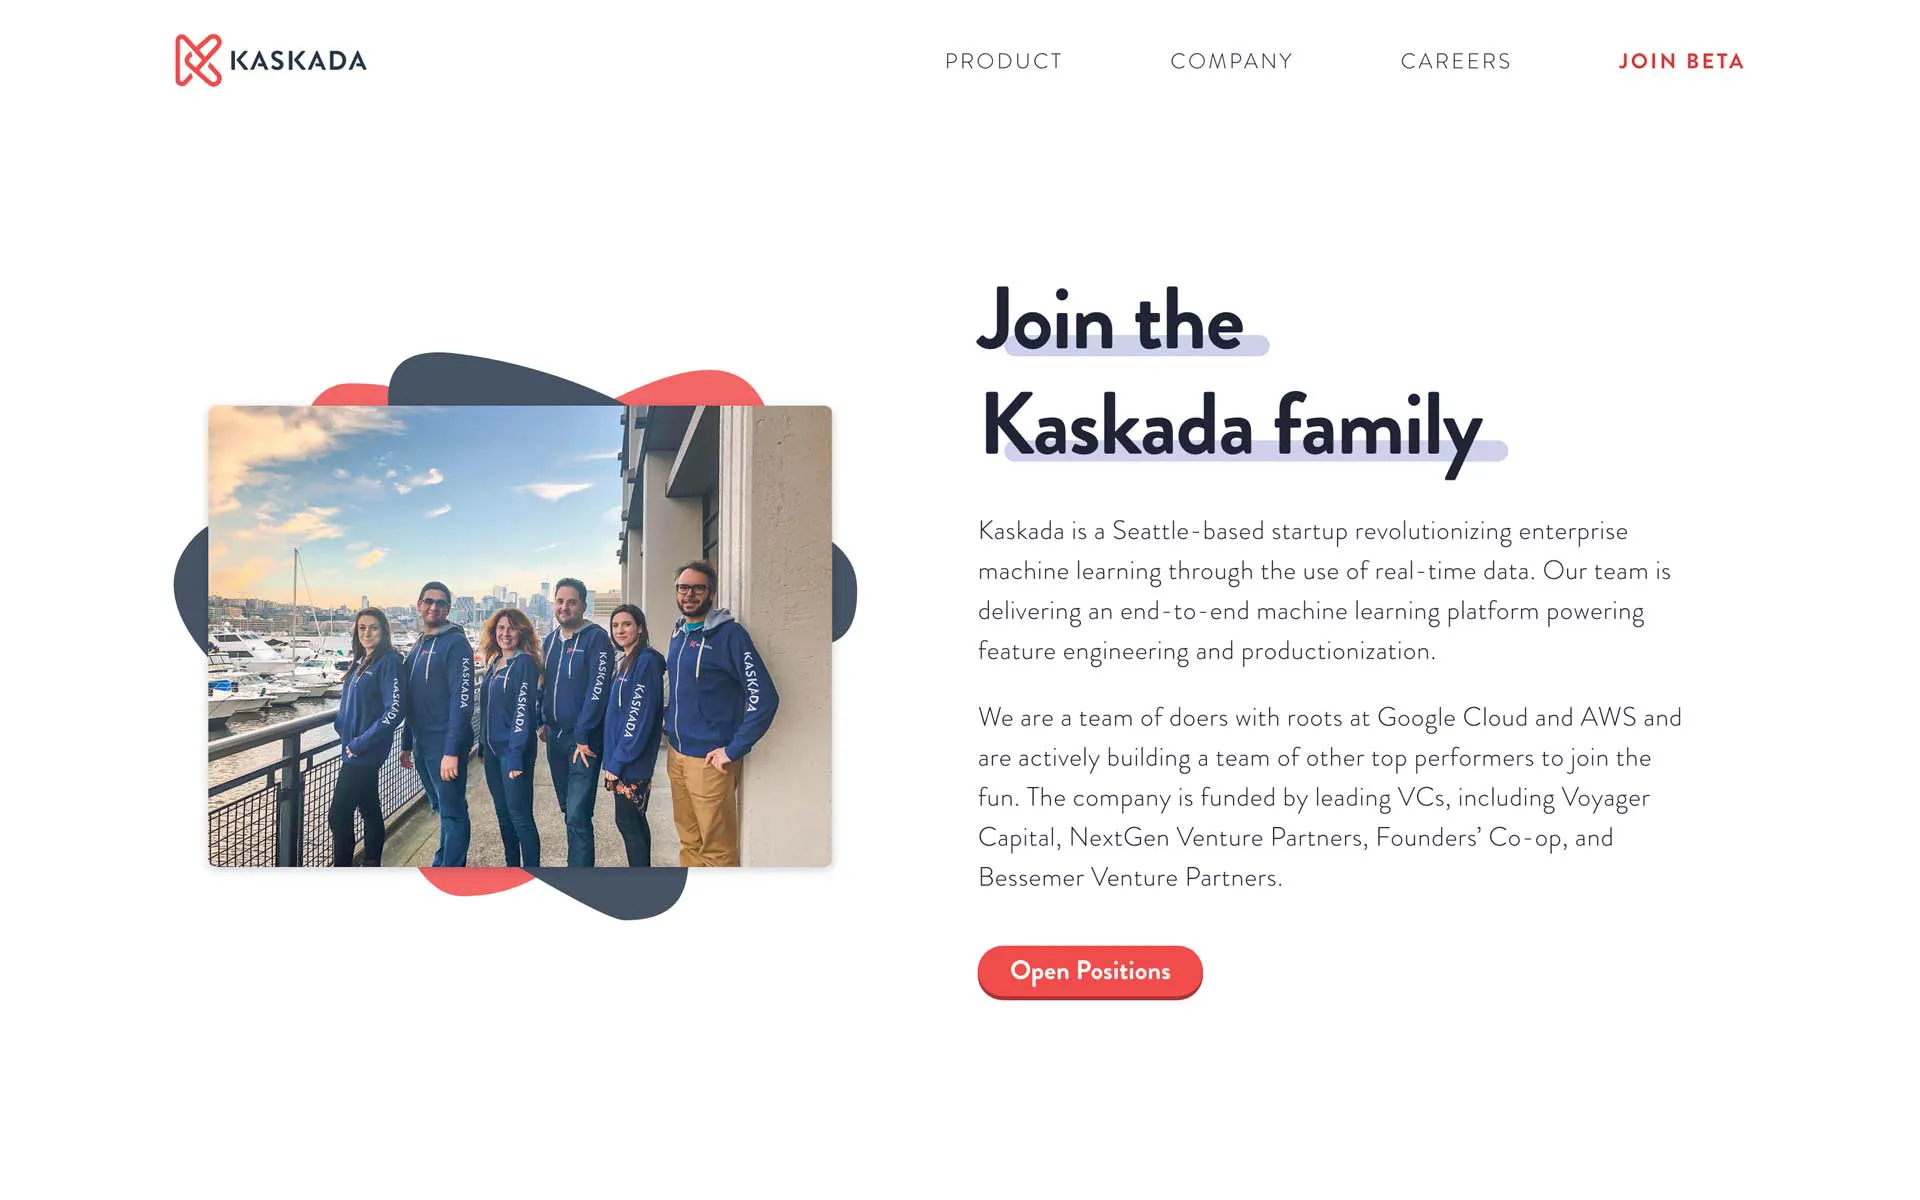 KASKADA
PRODUCT
COMPANY
CAREERS
JOIN BETA
Join the
Kaskada family
Kaskada is a Seattle-based startup revolutionizing enterprise
machine learning through the use of real-time data. Our team is
delivering an end-to-end machine learning platform powering
feature engineering and productionization.
We are a team of doers with roots at Google Cloud and AWS and
are actively building a team of other top performers to join the
fun. The company is funded by leading VCs, including Voyager
Capital, NextGen Venture Partners, Founders’ Co-op, and
Bessemer Venture Partners.
Open Positions
KASKADA
KASKADA
KASKADA
KASKADA
KASKADA
KASKADA